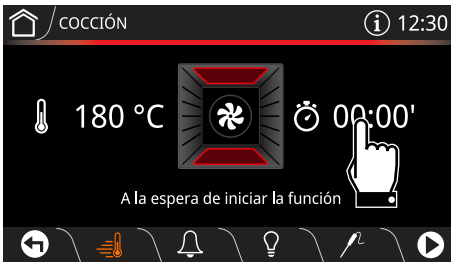 COCCIÓN
i 12:30
180 °C 00:00'
A la espera de iniciar la función